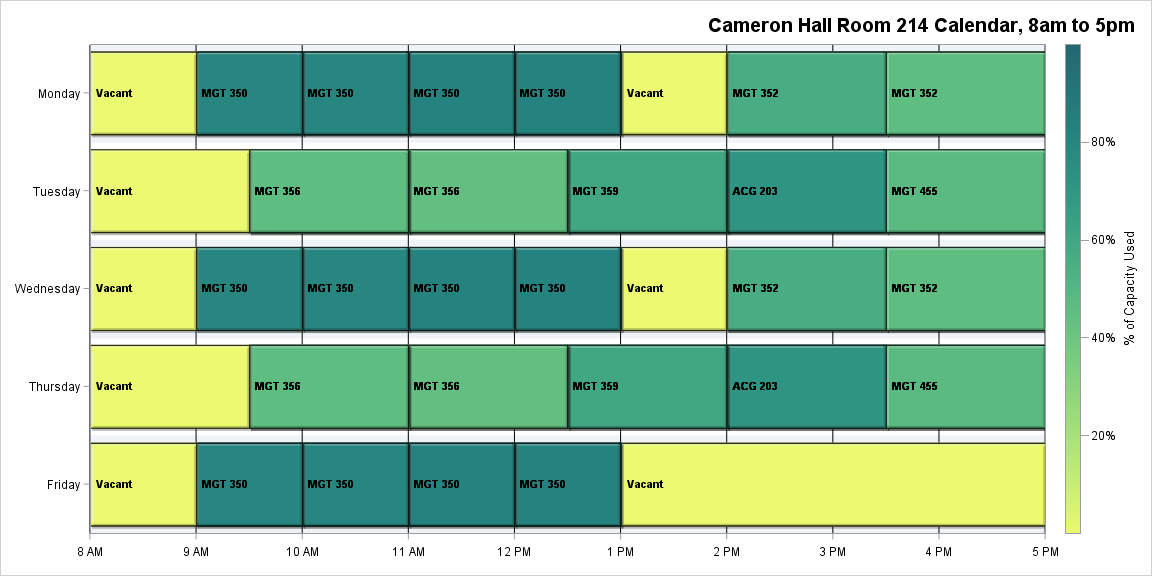 Cameron Hall Room 214 Calendar, 8am to 5pm
Monday Vacant MGT 350 MGT 350 MGT 350 MGT 350 Vacant MGT 352 MGT 352
Tuesday Vacant MGT 356 MGT 356 MGT 359 ACG 203 MGT 455
Wednesday Vacant MGT 350 MGT 350 MGT 350 MGT 350 Vacant MGT 352 MGT 352
Thursday Vacant MGT 356 MGT 356 MGT 359 ACG 203 MGT 455
Friday Vacant MGT 350 MGT 350 MGT 350 MGT 350 Vacant
8 AM 9 AM 10 AM 11 AM 12 PM 1 PM 2 PM 3 PM 4 PM 5 PM
80%
60%
40%
20%
% of Capacity Used